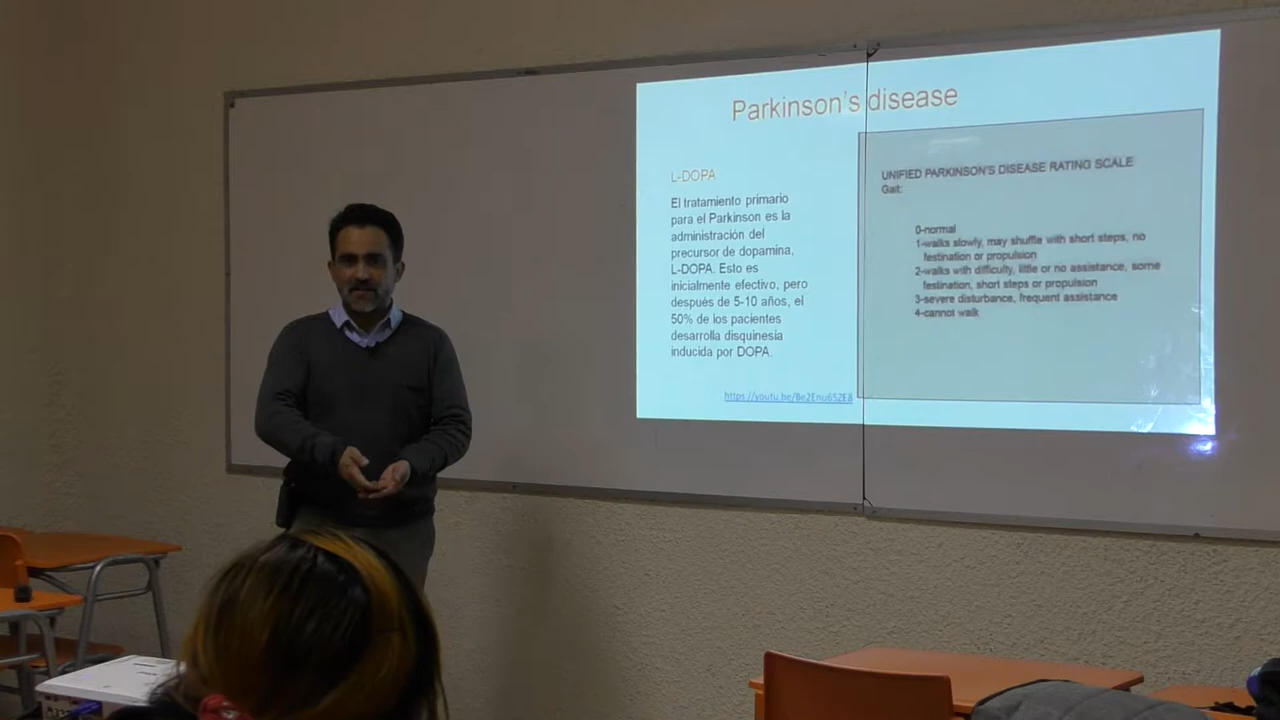 Parkinson's disease
L-DOPA
El tratamiento primario
para el Parkinson es la
administración del
precursor de dopamina,
L-DOPA. Esto es
inicialmente efectivo, pero
después de 5-10 años, el
50% de los pacientes
desarrolla disquinesia
inducida por DOPA.
UNIFIED PARKINSON'S DISEASE RATING SCALE
Gait:
0-normal
1-walks slowly, may shuffle with short steps, no
festination or propulsion
2-walks with difficulty, little or no assistance, some
festination, short steps or propulsion
3-severe disturbance, frequent assistance
4-cannot walk